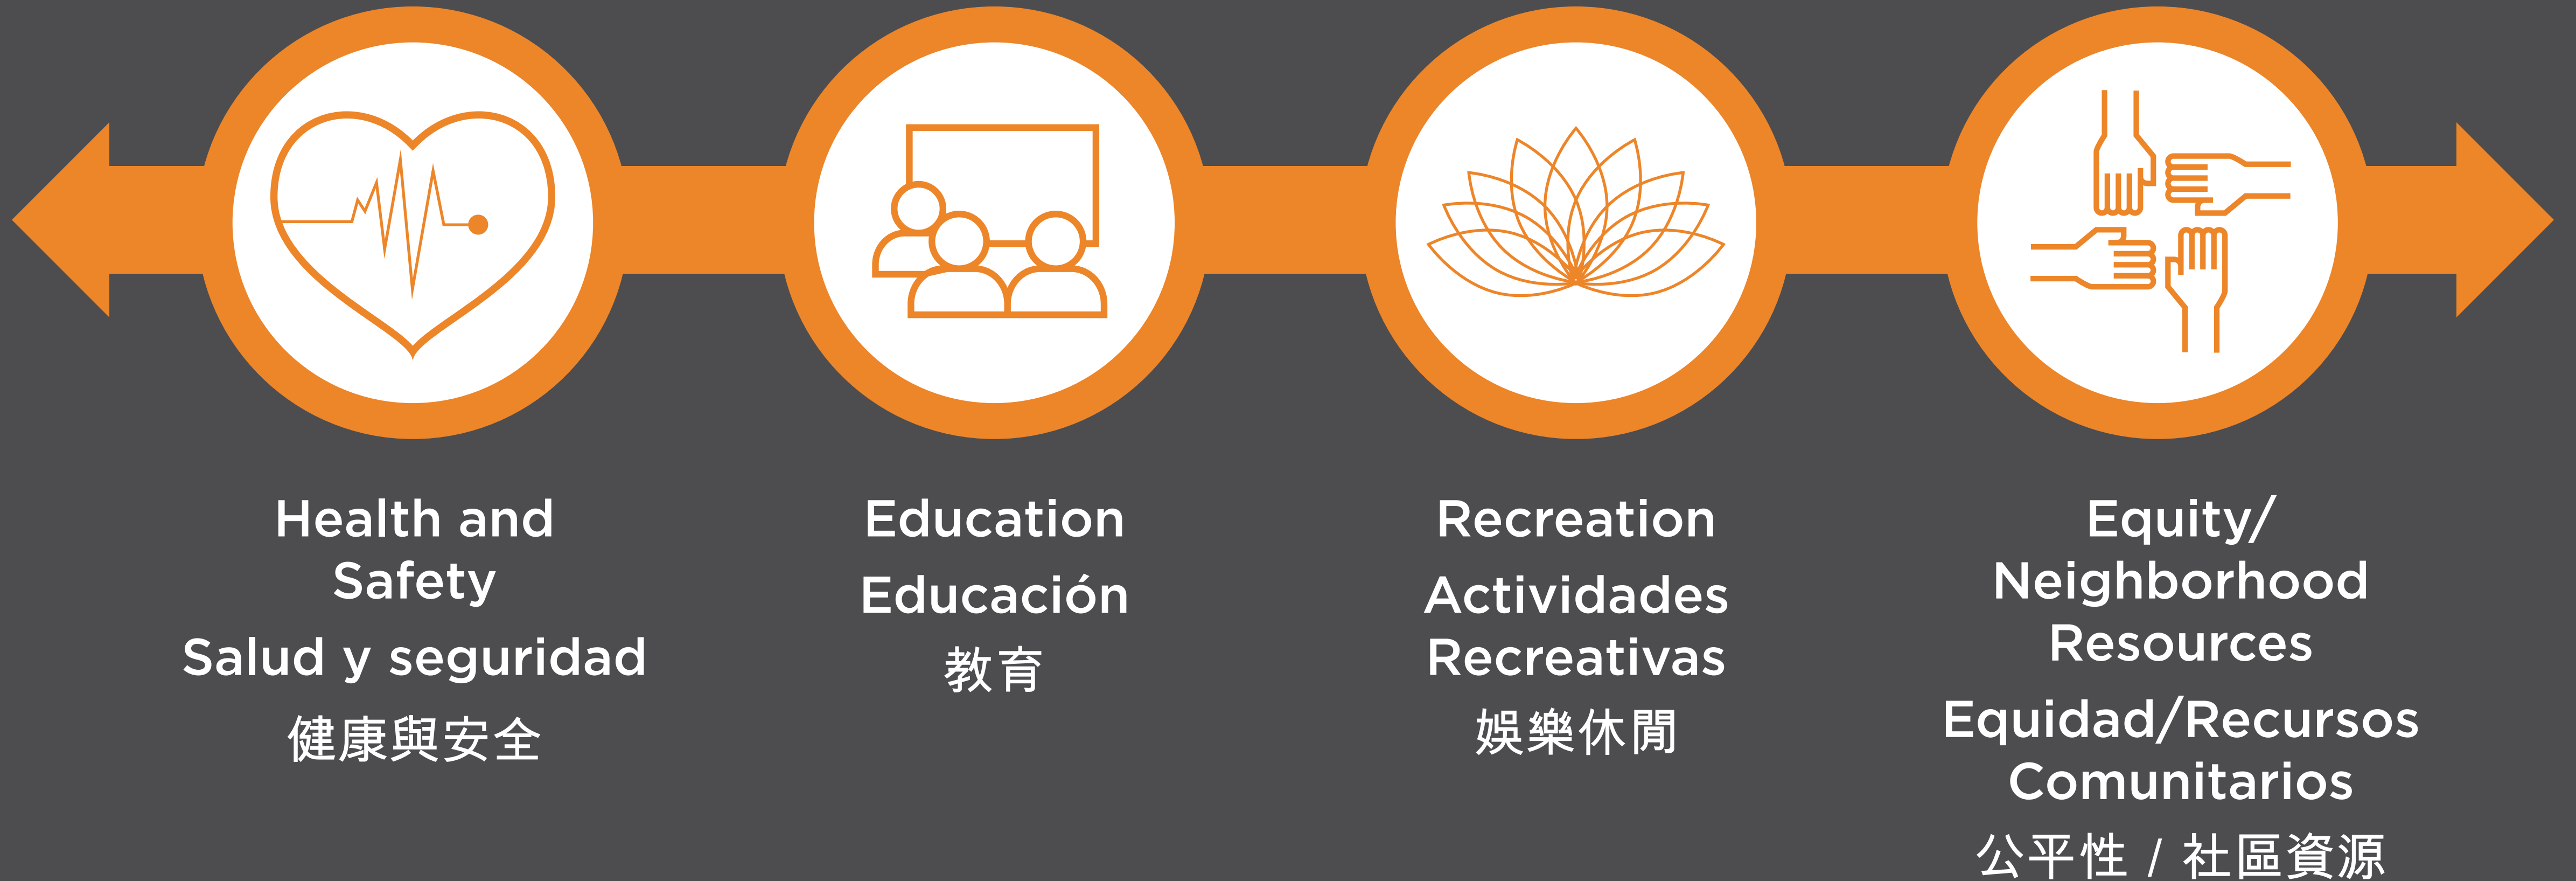 Health and
Safety
Salud y seguridad
健康與安全
Education
Educación
教育
Recreation
Actividades
Recreativas
娛樂休閒
Equity/
Neighborhood
Resources
Equidad/Recursos
Comunitarios
公平性 / 社區資源